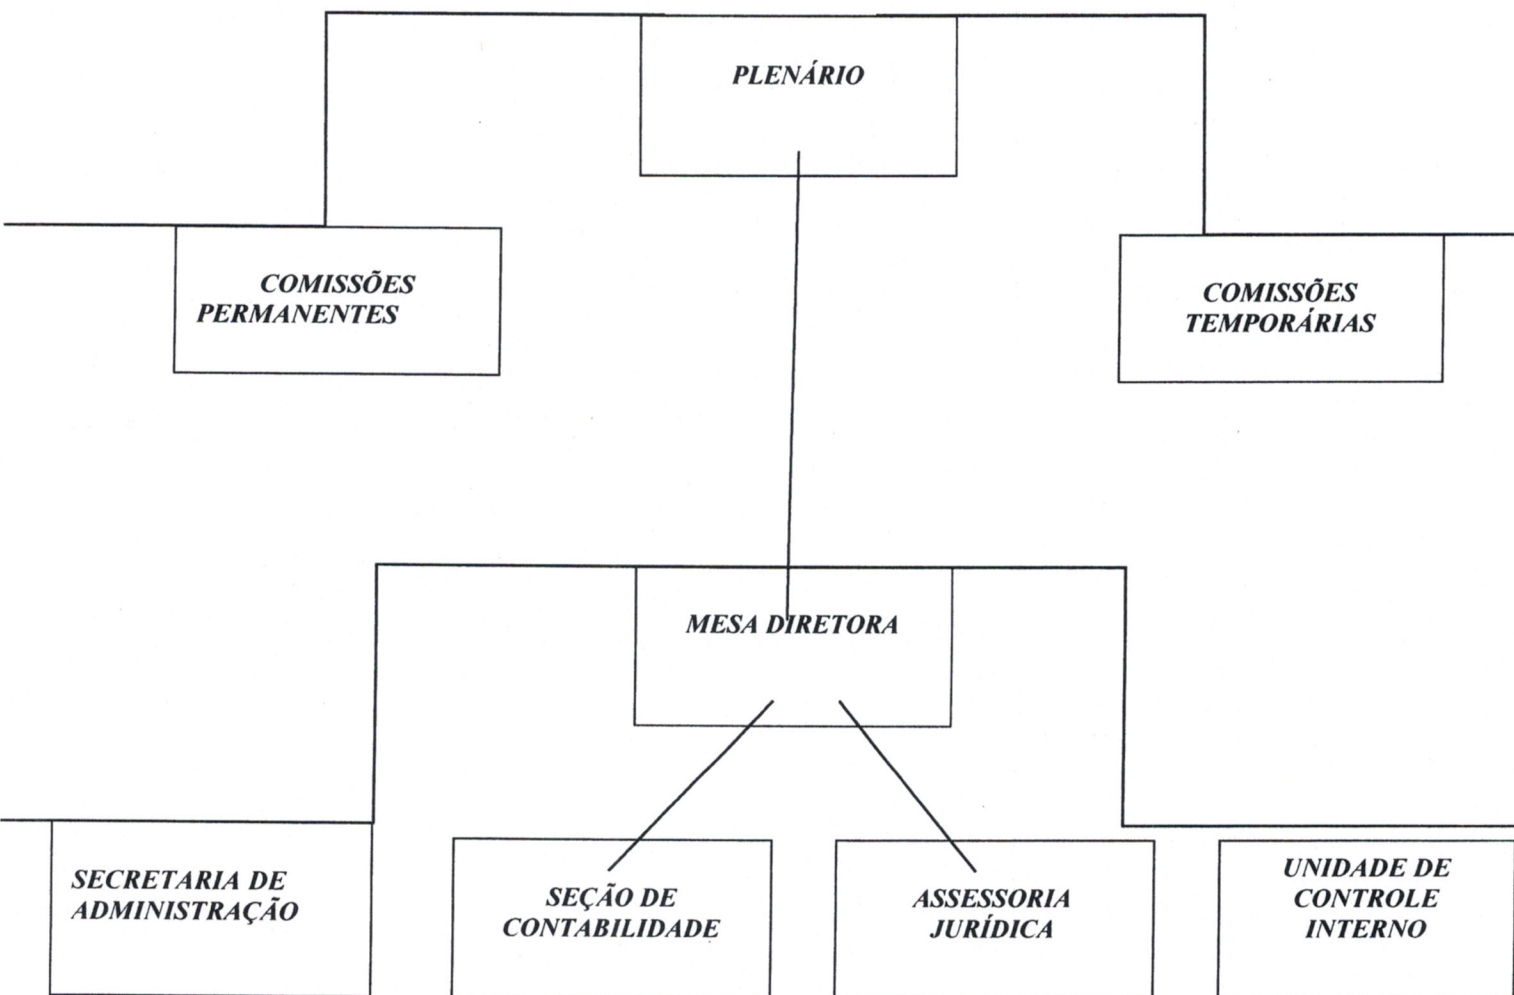 PLENÁRIO
COMISSÕES
PERMANENTES
COMISSÕES
TEMPORÁRIAS
MESA DIRETORA
SECRETARIA DE
ADMINISTRAÇÃO
SEÇÃO DE
CONTABILIDADE
ASSESSORIA
JURÍDICA
UNIDADE DE
CONTROLE
INTERNO